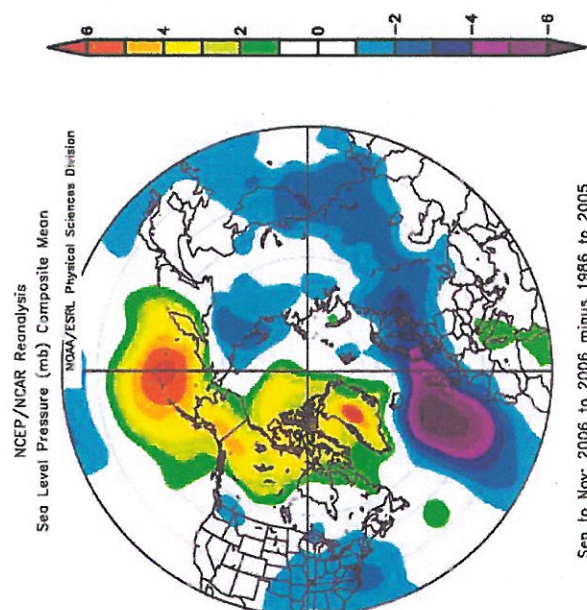 NCEP/NCAR Reanalysis
Sea Level Pressure (mb) Composite Mean
NOAA/ESRL Physical Sciences Division
Sep to Nov: 2006 to 2006 minus 1986 to 2005
6
4
2
0
-2
-4
-6